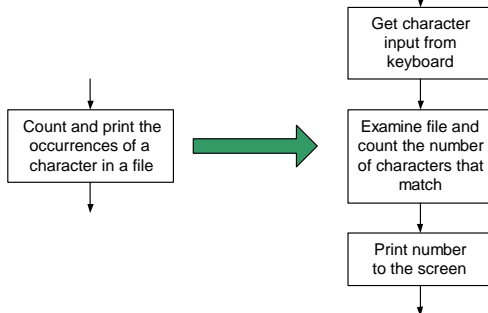 Count and print the
occurrences of a
character in a file
Get character
input from
keyboard
Examine file and
count the number
of characters that
match
Print number
to the screen